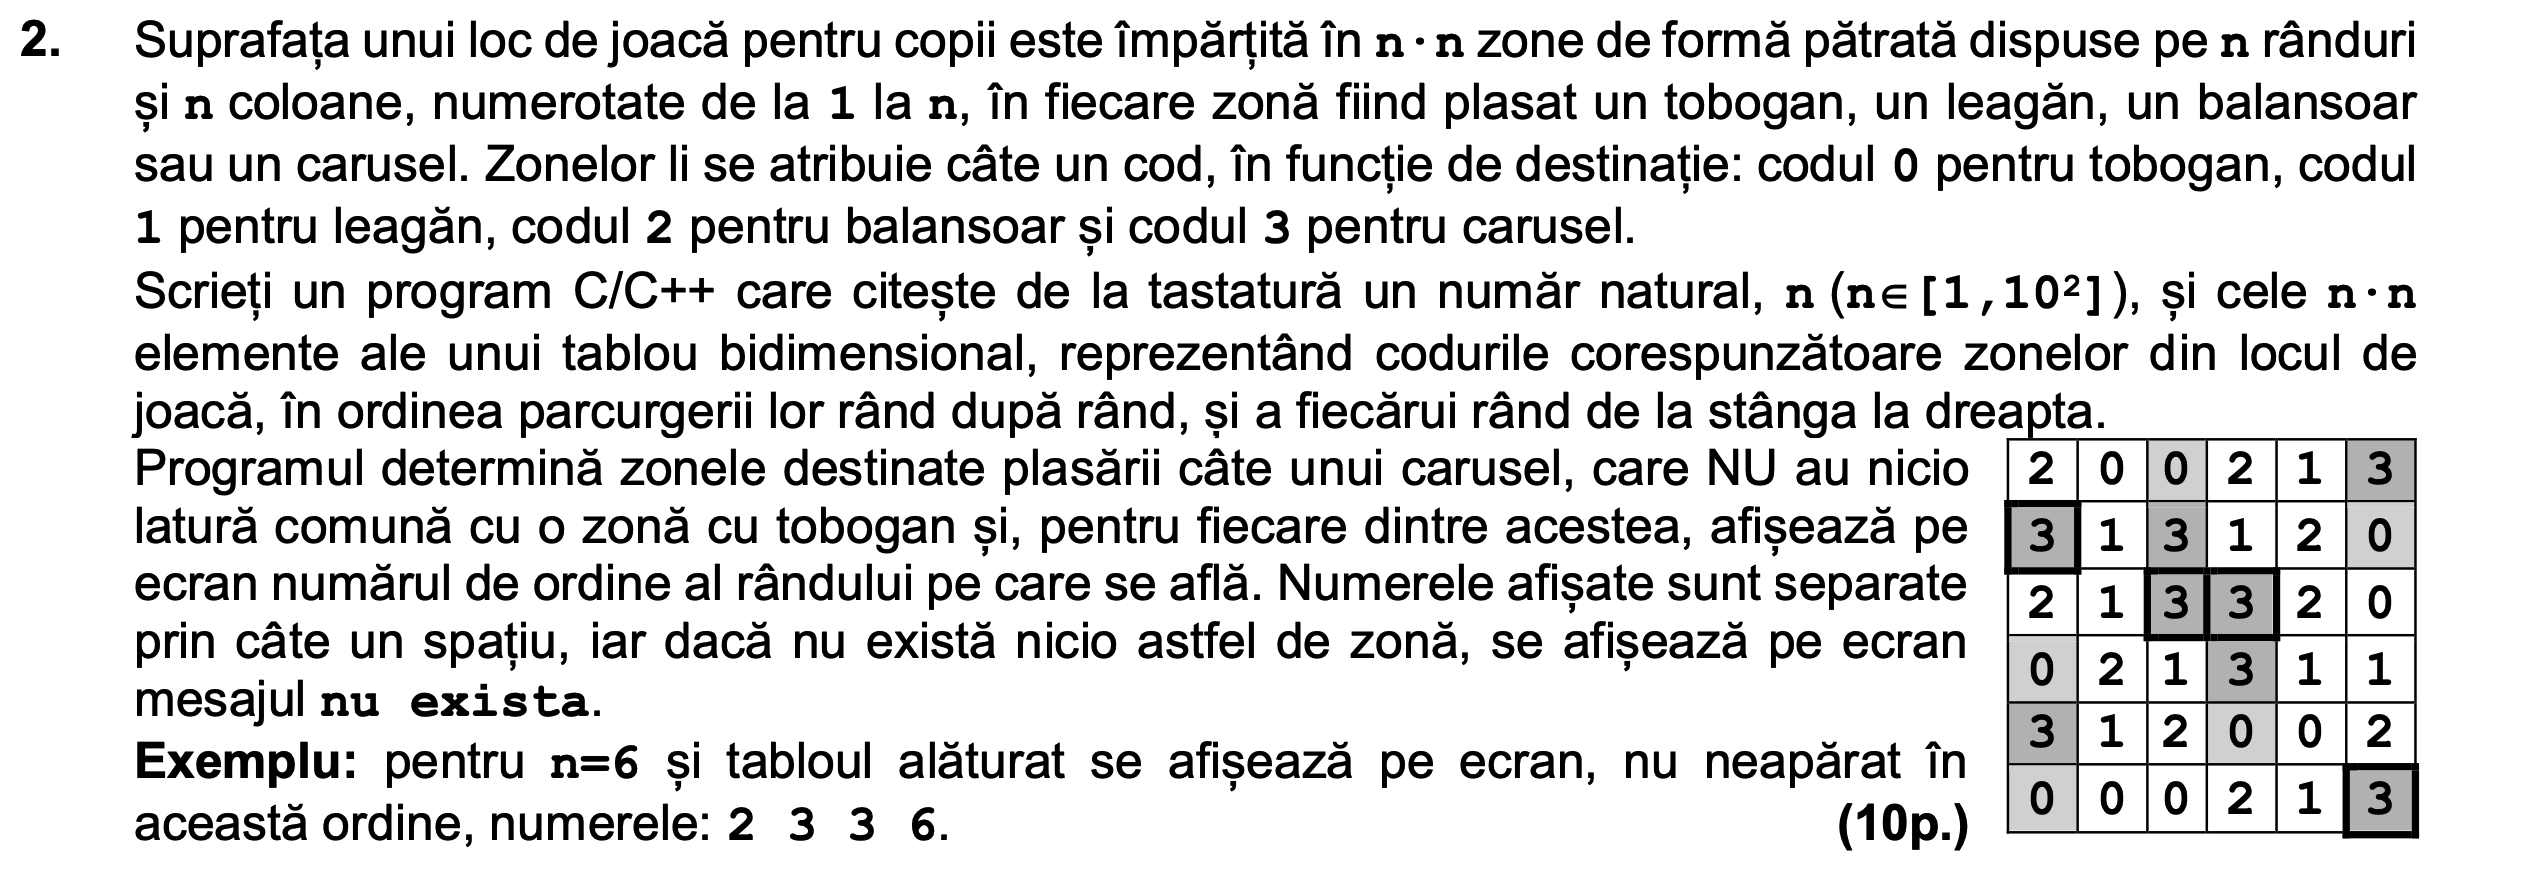 2. Suprafața unui loc de joacă pentru copii este împărțită în n·n zone de formă pătrată dispuse pe n rânduri
și n coloane, numerotate de la 1 la n, în fiecare zonă fiind plasat un tobogan, un leagăn, un balansoar
sau un carusel. Zonelor li se atribuie câte un cod, în funcție de destinație: codul 0 pentru tobogan, codul
1 pentru leagăn, codul 2 pentru balansoar și codul 3 pentru carusel.
Scrieți un program C/C++ care citește de la tastatură un număr natural, n (n∈[1,10²]), și cele n·n
elemente ale unui tablou bidimensional, reprezentând codurile corespunzătoare zonelor din locul de
joacă, în ordinea parcurgerii lor rând după rând, și a fiecărui rând de la stânga la dreapta.
Programul determină zonele destinate plasării câte unui carusel, care NU au nicio
latură comună cu o zonă cu tobogan și, pentru fiecare dintre acestea, afișează pe
ecran numărul de ordine al rândului pe care se află. Numerele afișate sunt separate
prin câte un spațiu, iar dacă nu există nicio astfel de zonă, se afișează pe ecran
mesajul nu exista.
Exemplu: pentru n=6 și tabloul alăturat se afișează pe ecran, nu neapărat în
această ordine, numerele: 2 3 3 6. (10p.)
2 0 0 2 1 3
3 1 3 1 2 0
2 1 3 3 2 0
0 2 1 3 1 1
3 1 2 0 0 2
0 0 0 2 1 3